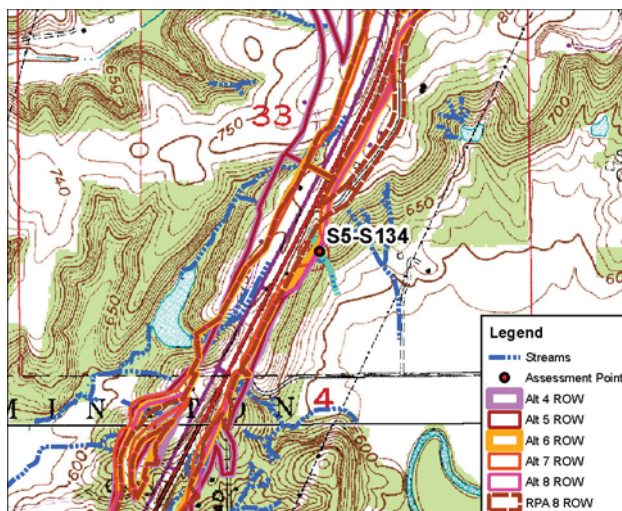 33
750
700
740
650
S5-S134
650
600
Legend
Streams
Assessment Point
Alt 4 ROW
Alt 5 ROW
Alt 6 ROW
Alt 7 ROW
Alt 8 ROW
RPA 8 ROW
4